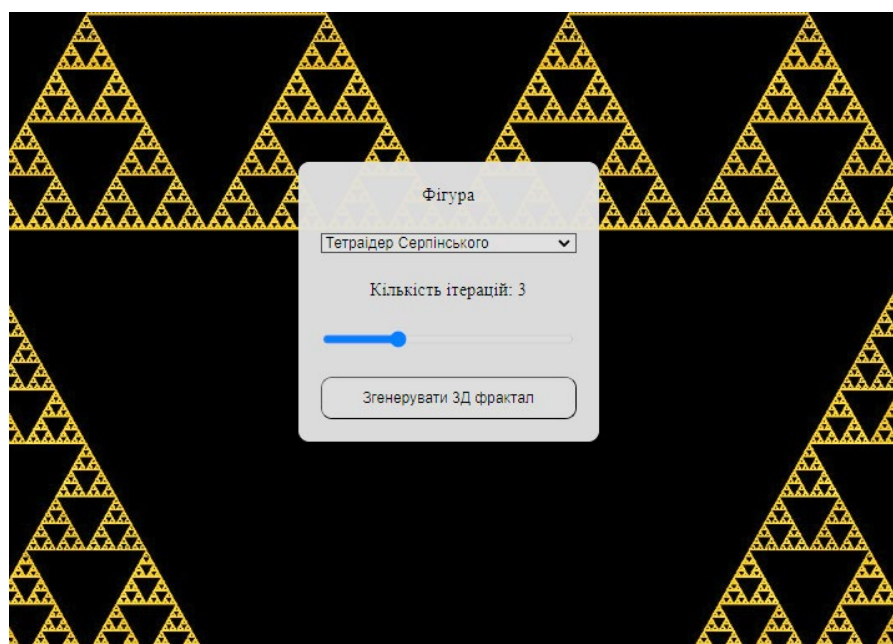 Фігура
Тетраідер Серпінського
Кількість ітерацій: 3
Згенерувати 3Д фрактал